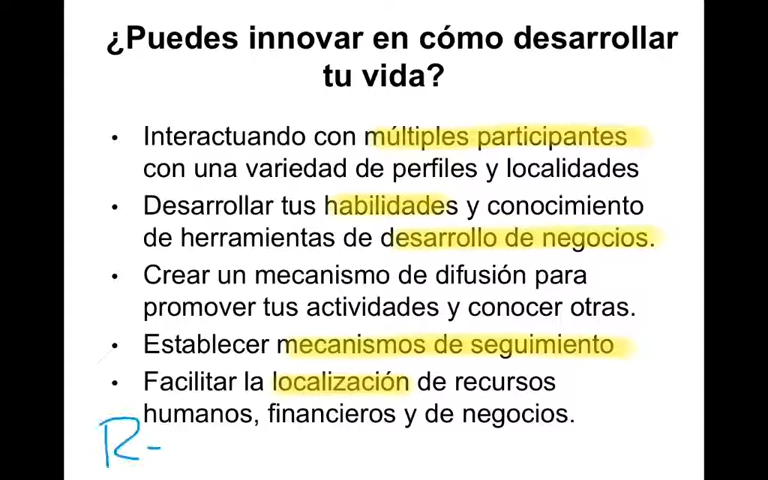 ¿Puedes innovar en cómo desarrollar
tu vida?
• Interactuando con múltiples participantes
con una variedad de perfiles y localidades
• Desarrollar tus habilidades y conocimiento
de herramientas de desarrollo de negocios.
• Crear un mecanismo de difusión para
promover tus actividades y conocer otras.
• Establecer mecanismos de seguimiento
• Facilitar la localización de recursos
humanos, financieros y de negocios.
R-